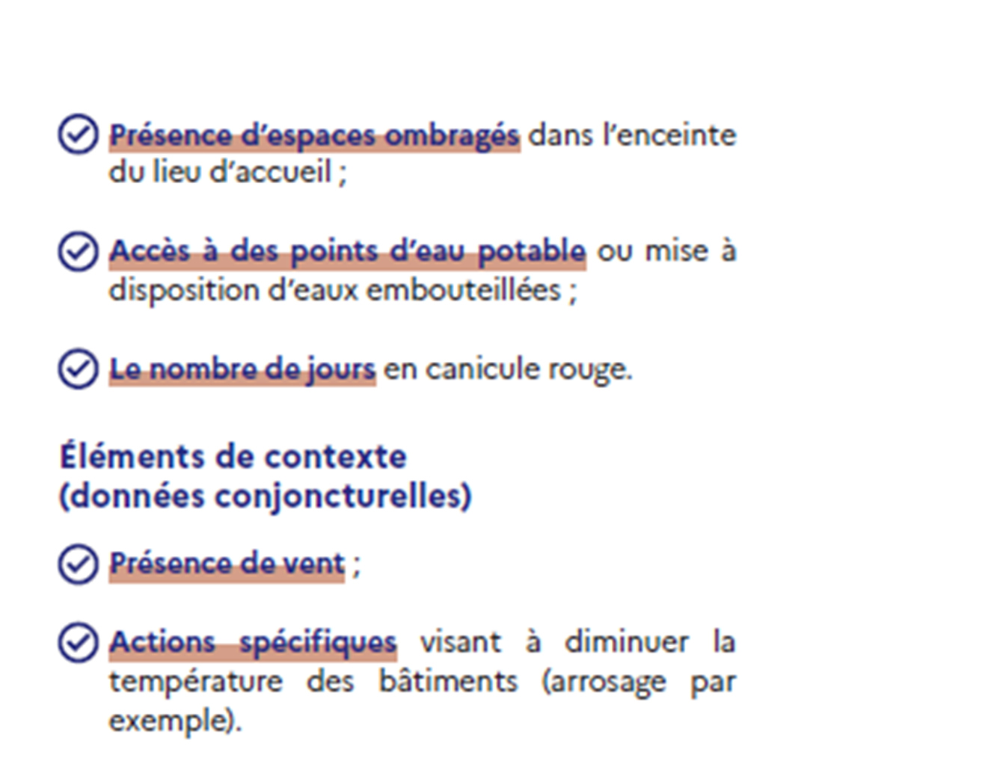 Présence d’espaces ombragés dans l’enceinte
du lieu d’accueil ;
Accès à des points d’eau potable ou mise à
disposition d’eaux embouteillées ;
Le nombre de jours en canicule rouge.
Éléments de contexte
(données conjoncturelles)
Présence de vent ;
Actions spécifiques visant à diminuer la
température des bâtiments (arrosage par
exemple).